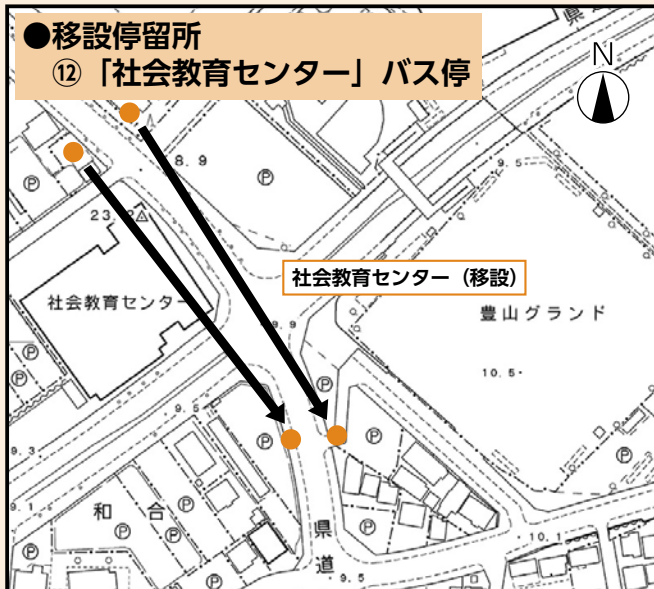 ●移設停留所
⑫「社会教育センター」バス停
N
県
8.9
Ⓟ
Ⓟ
9.5
社会教育センター（移設）
社会教育センター
豊山グランド
9.9
10.5
Ⓟ
Ⓟ
Ⓟ
9.5
Ⓟ
Ⓟ
Ⓟ
Ⓟ
9.3
9.1
和合
Ⓟ
Ⓟ
Ⓟ
県道
10.1
Ⓟ
Ⓟ
9.5